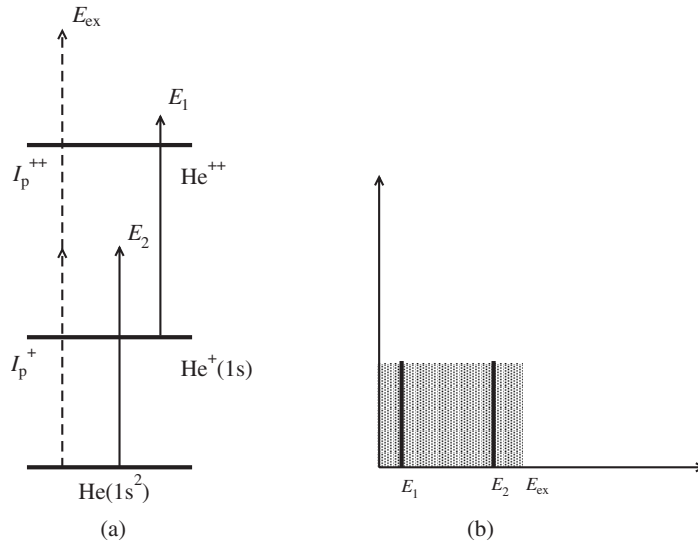 E_ex
E_1
I_p^++
He^++
E_2
I_p^+
He^+(1s)
He(1s^2)
(a)
E_1
E_2
E_ex
(b)